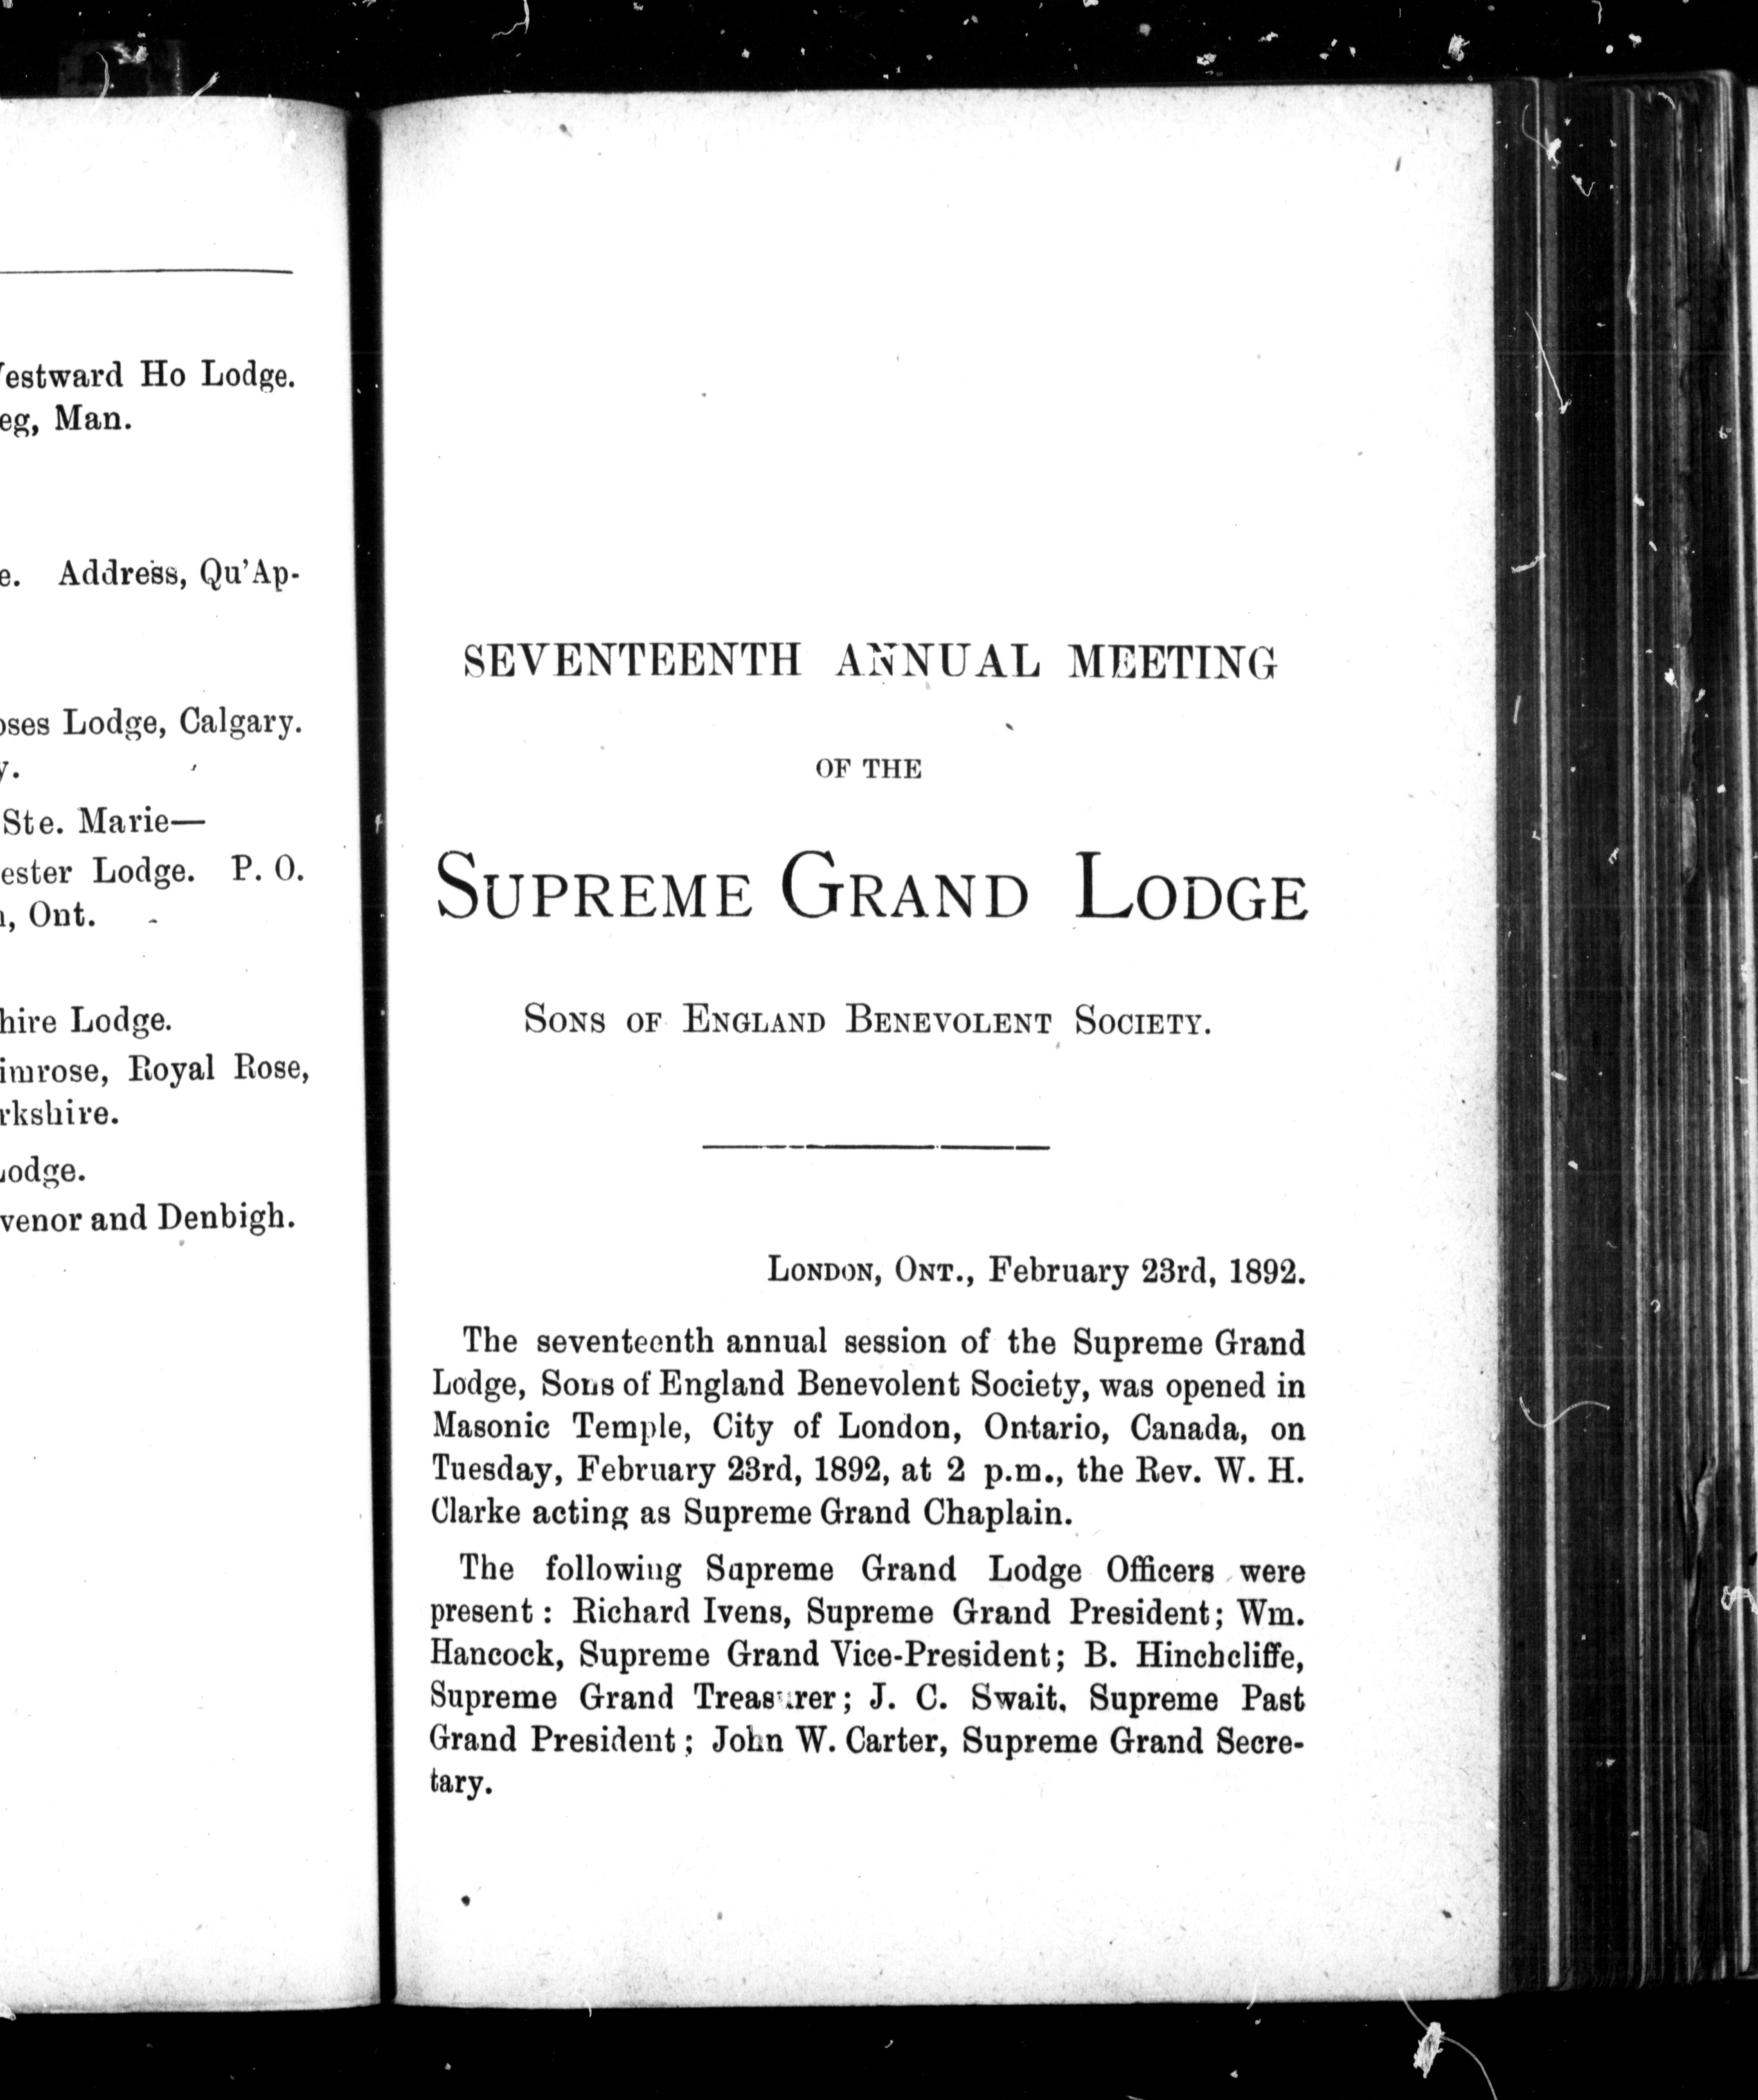 Westward Ho Lodge.
eg, Man.
e. Address, Qu'Ap-
oses Lodge, Calgary.
y.
Ste. Marie—
ester Lodge. P. O.
, Ont.
hire Lodge.
imrose, Royal Rose,
rkshire.
Lodge.
venor and Denbigh.
SEVENTEENTH ANNUAL MEETING
OF THE
SUPREME GRAND LODGE
SONS OF ENGLAND BENEVOLENT SOCIETY.
LONDON, ONT., February 23rd, 1892.
The seventeenth annual session of the Supreme Grand
Lodge, Sons of England Benevolent Society, was opened in
Masonic Temple, City of London, Ontario, Canada, on
Tuesday, February 23rd, 1892, at 2 p.m., the Rev. W. H.
Clarke acting as Supreme Grand Chaplain.
The following Supreme Grand Lodge Officers were
present : Richard Ivens, Supreme Grand President; Wm.
Hancock, Supreme Grand Vice-President; B. Hinchcliffe,
Supreme Grand Treasurer; J. C. Swait, Supreme Past
Grand President; John W. Carter, Supreme Grand Secre-
tary.